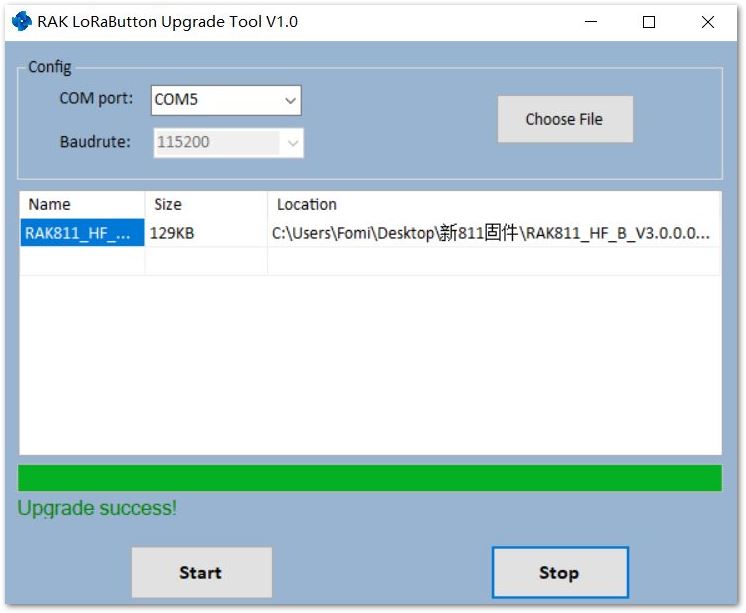 RAK LoRaButton Upgrade Tool V1.0
Config
COM port: COM5
Choose File
Baudrute: 115200
Name Size Location
RAK811_HF_... 129KB C:\Users\Fomi\Desktop\新811固件\RAK811_HF_B_V3.0.0.0...
Upgrade success!
Start Stop